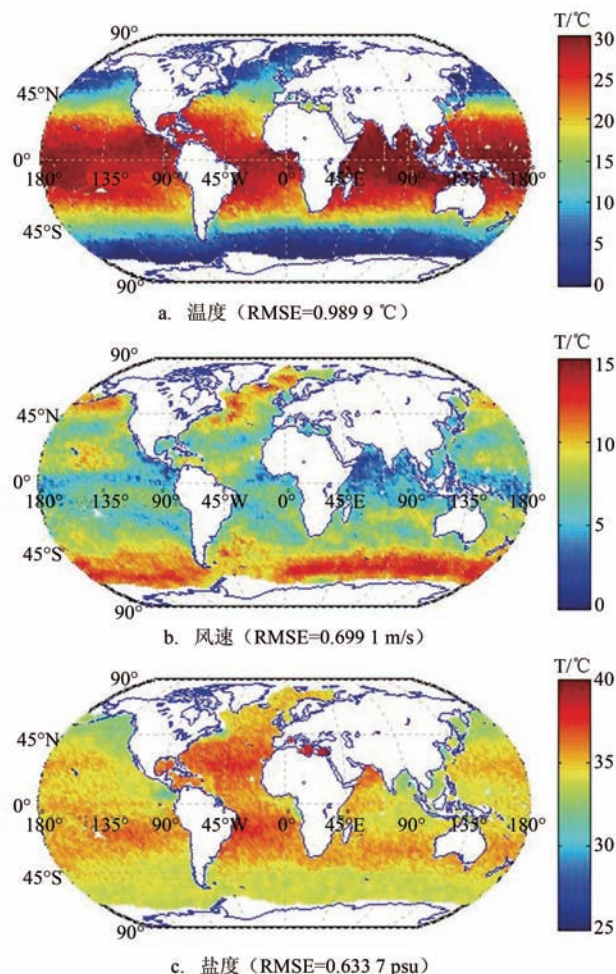 T/℃
90°
30
25
45°N
20
0°
15
180° 135° 90° 45°W 0° 45°E 90° 135° 180°
10
45°S
5
90°
0
a. 温度（RMSE=0.989 9 ℃）
T/℃
90°
15
45°N
10
0°
180° 135° 90° 45°W 0° 45°E 90° 135° 180°
5
45°S
90°
0
b. 风速（RMSE=0.699 1 m/s）
T/℃
90°
40
45°N
35
0°
180° 135° 90° 45°W 0° 45°E 90° 135° 180°
30
45°S
90°
25
c. 盐度（RMSE=0.633 7 psu）